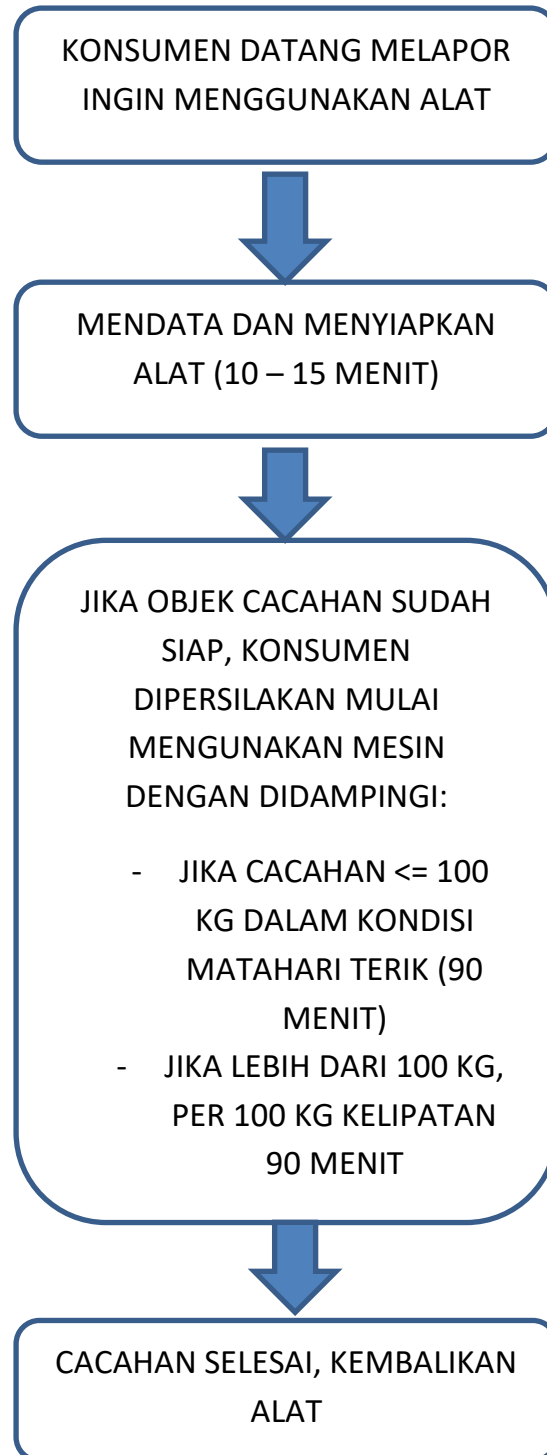 KONSUMEN DATANG MELAPOR
INGIN MENGGUNAKAN ALAT
MENDATA DAN MENYIAPKAN
ALAT (10 – 15 MENIT)
JIKA OBJEK CACAHAN SUDAH
SIAP, KONSUMEN
DIPERSILAKAN MULAI
MENGUNAKAN MESIN
DENGAN DIDAMPINGI:
- JIKA CACAHAN <= 100
KG DALAM KONDISI
MATAHARI TERIK (90
MENIT)
- JIKA LEBIH DARI 100 KG,
PER 100 KG KELIPATAN
90 MENIT
CACAHAN SELESAI, KEMBALIKAN
ALAT